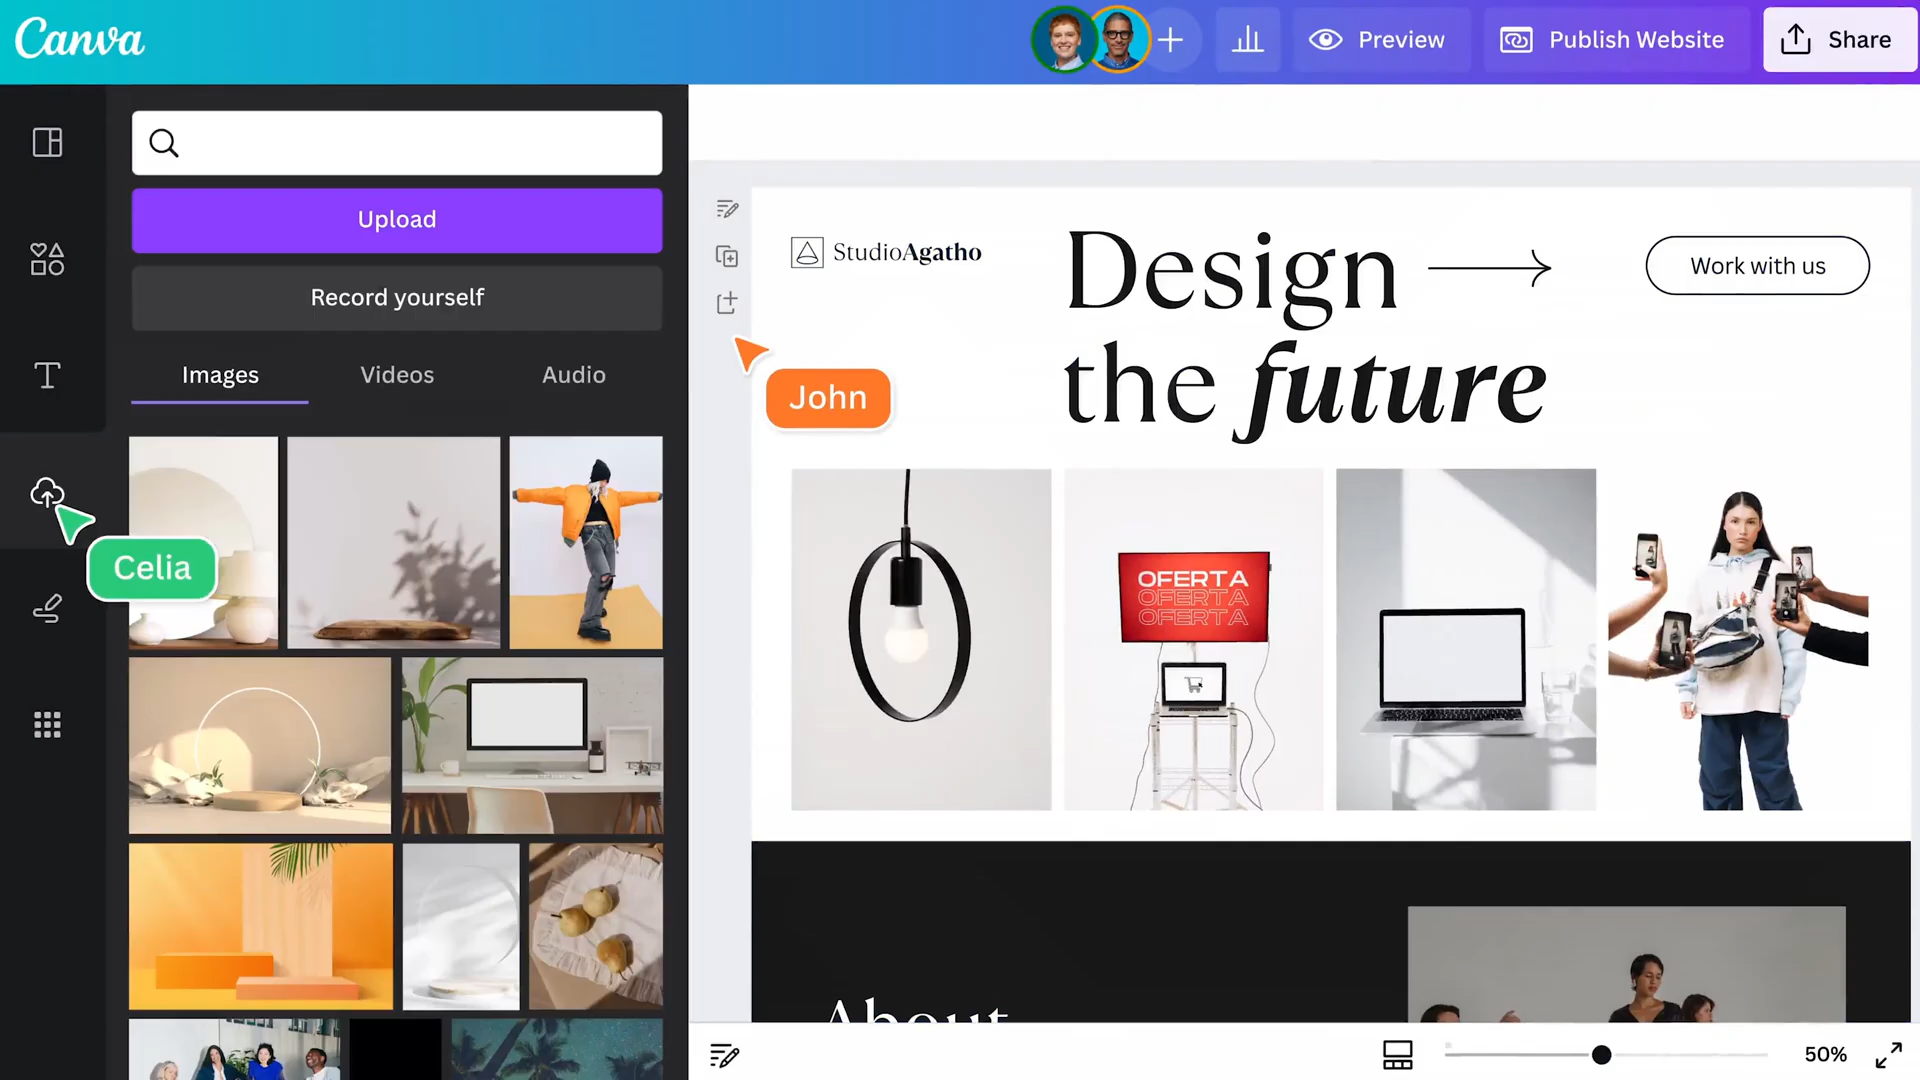 Canva
Preview
Publish Website
Share
Upload
Record yourself
Images
Videos
Audio
Celia
John
StudioAgatho
Design
the future
Work with us
OFERTA
OFERTA
OFERTA
About
50%